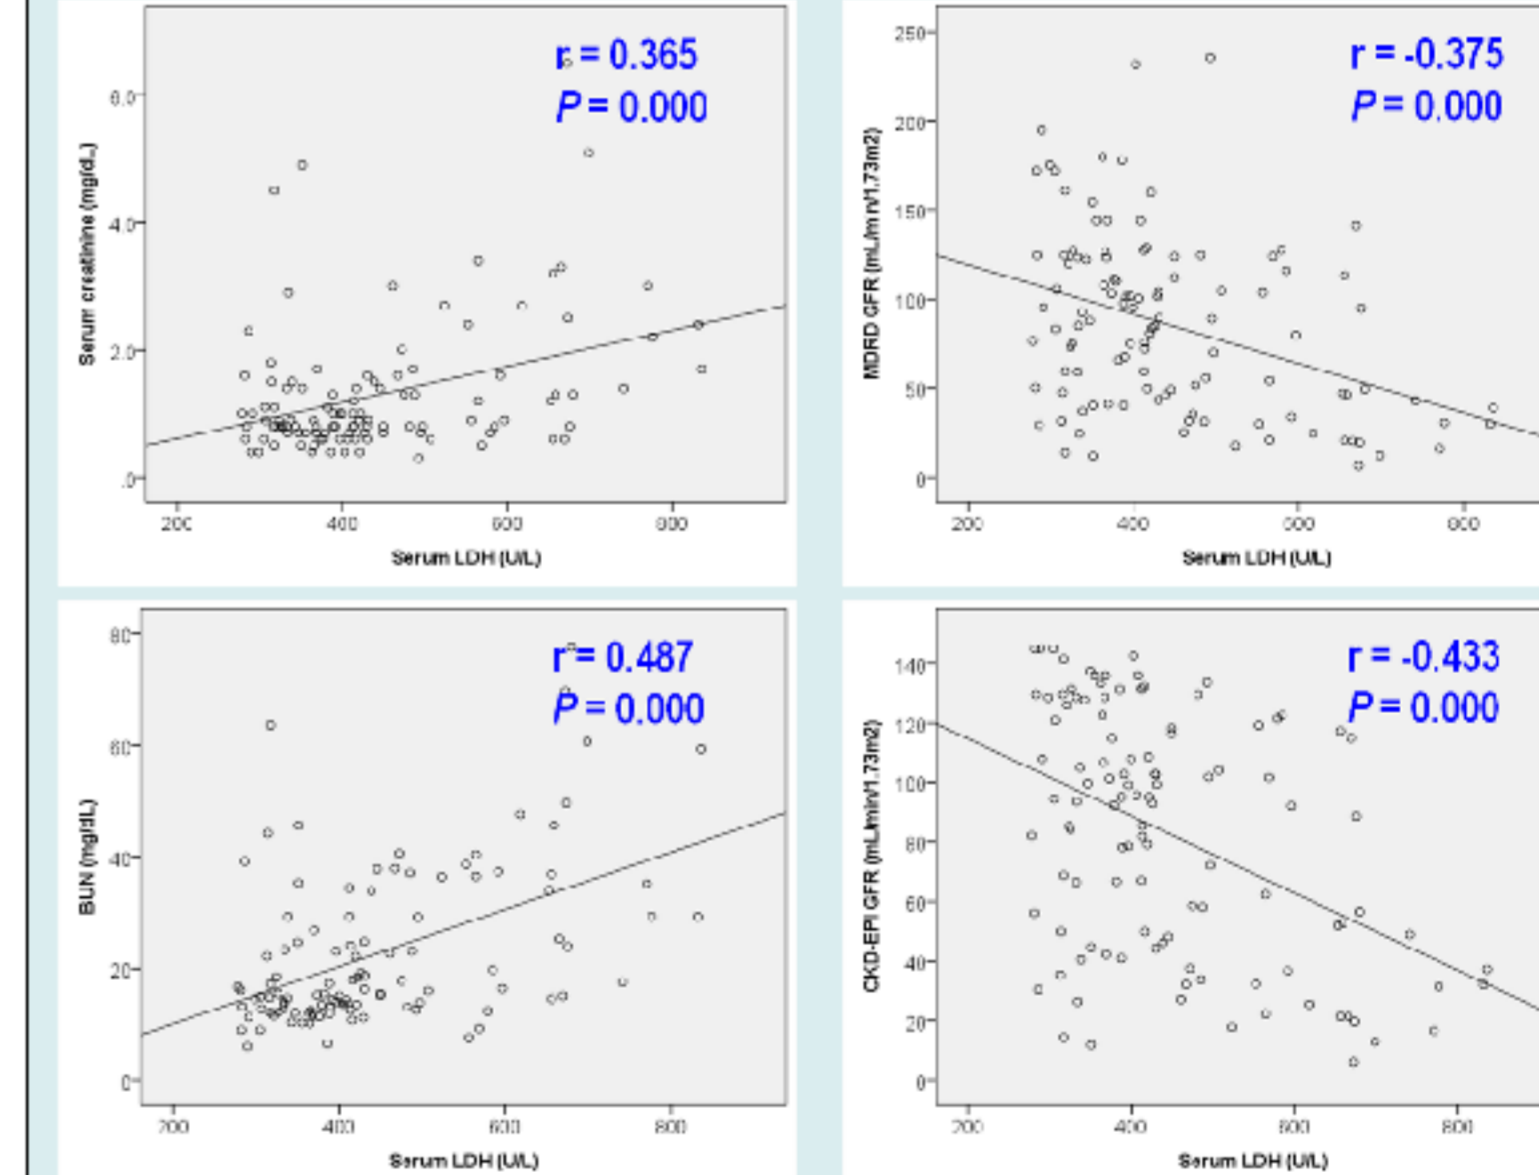 r = 0.365
P = 0.000
6.0
4.0
2.0
.0
Serum creatinine (mg/dL)
200
400
600
800
Serum LDH (U/L)
r = -0.375
P = 0.000
250
200
150
100
50
0
MDRD GFR (mL/min/1.73m2)
200
400
600
800
Serum LDH (U/L)
r = 0.487
P = 0.000
80
60
40
20
0
BUN (mg/dL)
200
400
600
800
Serum LDH (U/L)
r = -0.433
P = 0.000
140
120
100
80
60
40
20
0
CKD-EPI GFR (mL/min/1.73m2)
200
400
600
800
Serum LDH (U/L)